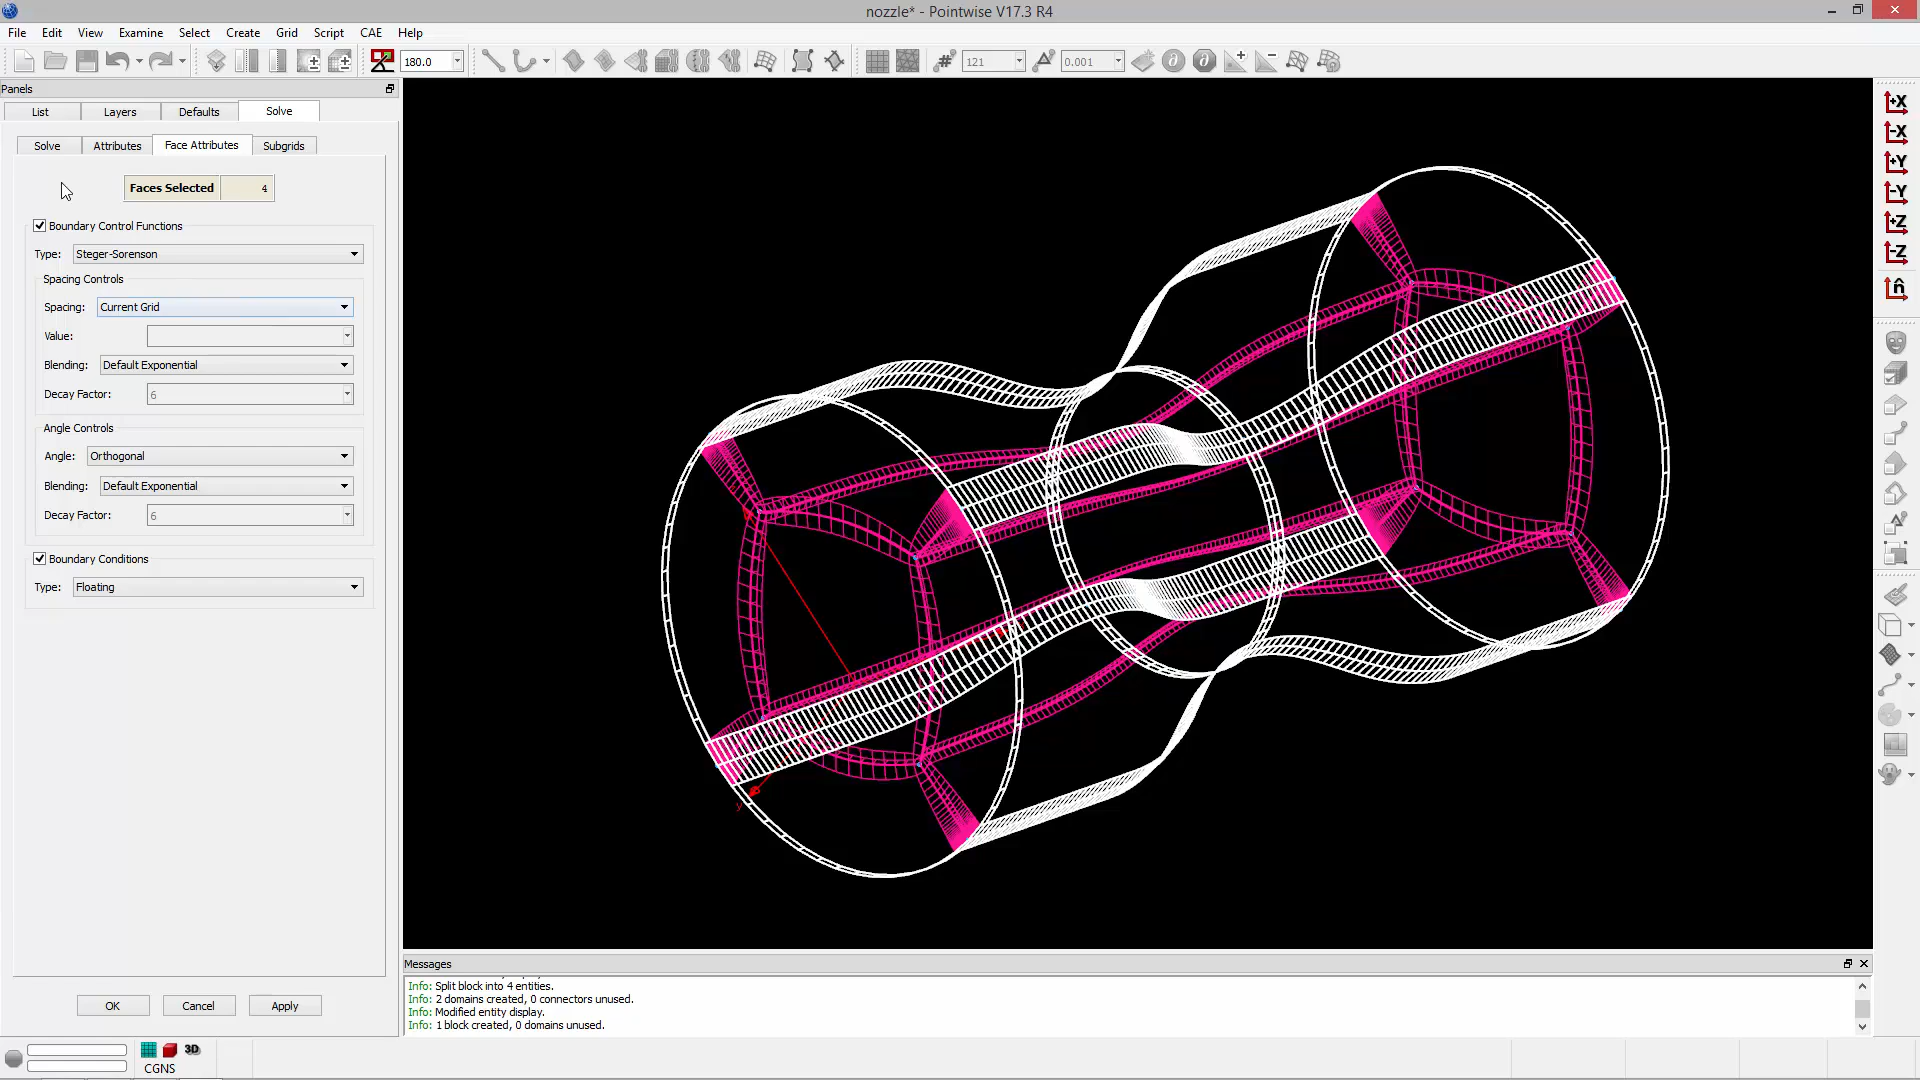 nozzle* - Pointwise V17.3 R4
File Edit View Examine Select Create Grid Script CAE Help
180.0 121 0.001
Panels
List Layers Defaults Solve
Solve Attributes Face Attributes Subgrids
Faces Selected 4
Boundary Control Functions
Type: Steger-Sorenson
Spacing Controls
Spacing: Current Grid
Value:
Blending: Default Exponential
Decay Factor: 6
Angle Controls
Angle: Orthogonal
Blending: Default Exponential
Decay Factor: 6
Boundary Conditions
Type: Floating
OK Cancel Apply
y
+X
-X
+Y
-Y
+Z
-Z
n̂
Messages
Info: Split block into 4 entities.
Info: 2 domains created, 0 connectors unused.
Info: Modified entity display.
Info: 1 block created, 0 domains unused.
3D
CGNS